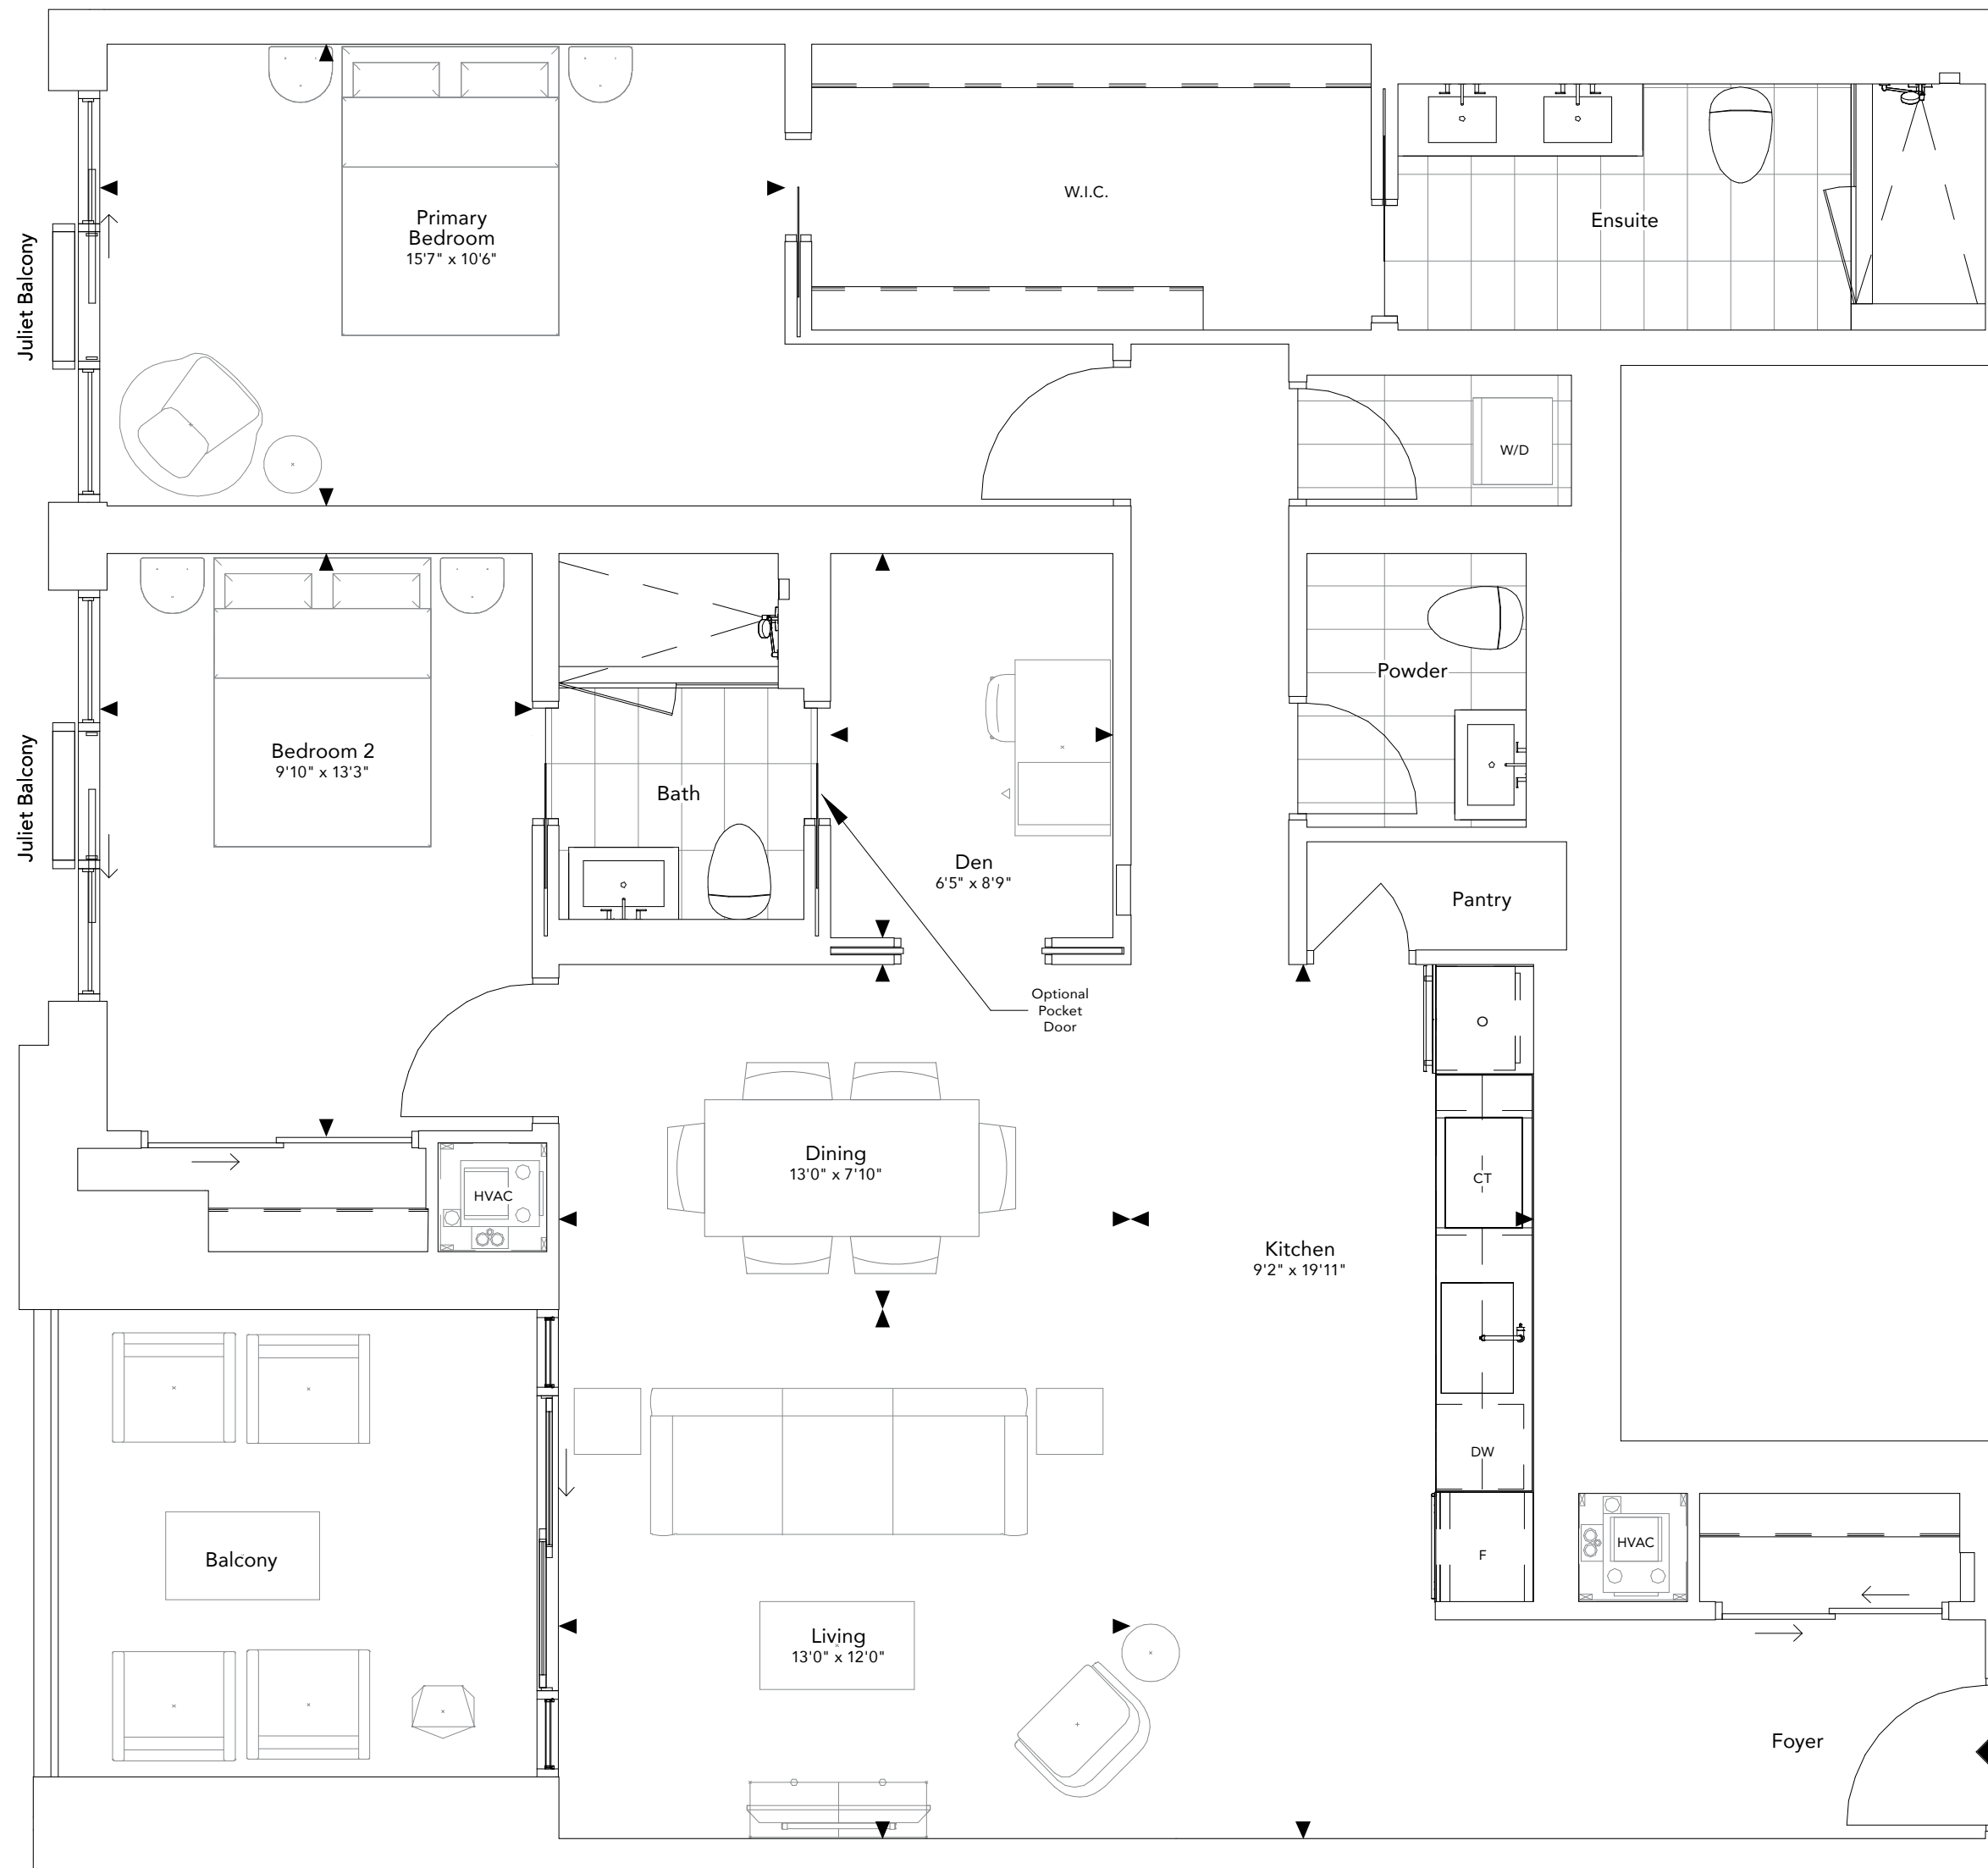 Juliet Balcony
Primary
Bedroom
15'7" x 10'6"
W.I.C.
Ensuite
W/D
Juliet Balcony
Bedroom 2
9'10" x 13'3"
Bath
Den
6'5" x 8'9"
Powder
Pantry
Optional
Pocket
Door
O
Dining
13'0" x 7'10"
HVAC
CT
Kitchen
9'2" x 19'11"
DW
F
HVAC
Balcony
Living
13'0" x 12'0"
Foyer